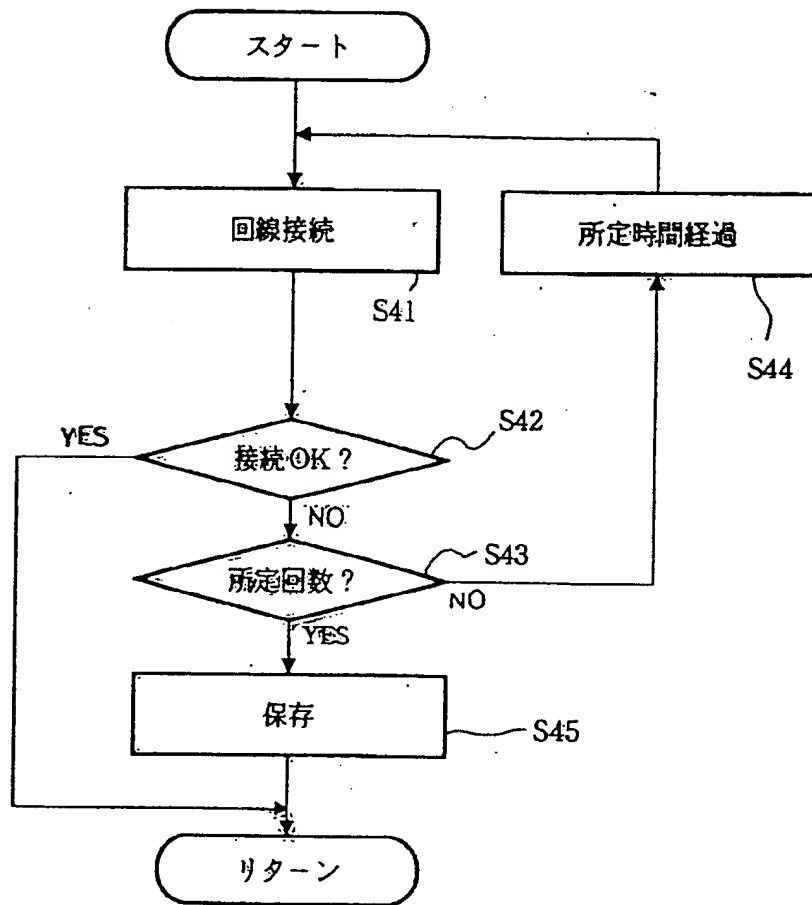 スタート
回線接続
S41
所定時間経過
S44
接続OK?
S42
YES
NO
所定回数?
S43
NO
YES
保存
S45
リターン